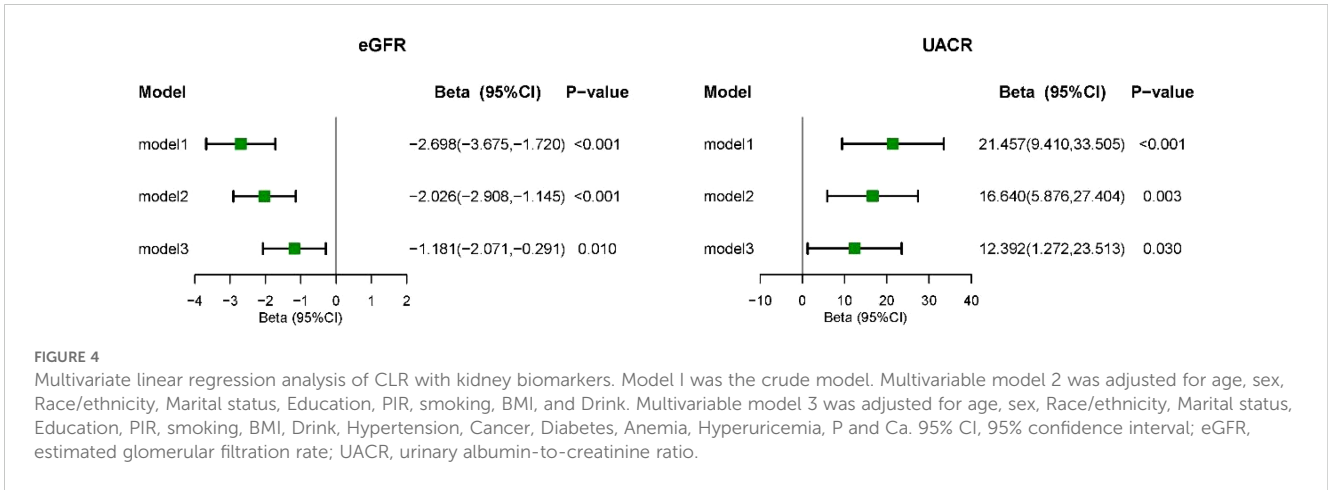 eGFR UACR
Model Beta (95%CI) P−value Model Beta (95%CI) P−value
model1 −2.698(−3.675,−1.720) <0.001 model1 21.457(9.410,33.505) <0.001
model2 −2.026(−2.908,−1.145) <0.001 model2 16.640(5.876,27.404) 0.003
model3 −1.181(−2.071,−0.291) 0.010 model3 12.392(1.272,23.513) 0.030
−4 −3 −2 −1 0 1 2 −10 0 10 20 30 40
Beta (95%CI) Beta (95%CI)
FIGURE 4
Multivariate linear regression analysis of CLR with kidney biomarkers. Model I was the crude model. Multivariable model 2 was adjusted for age, sex,
Race/ethnicity, Marital status, Education, PIR, smoking, BMI, and Drink. Multivariable model 3 was adjusted for age, sex, Race/ethnicity, Marital status,
Education, PIR, smoking, BMI, Drink, Hypertension, Cancer, Diabetes, Anemia, Hyperuricemia, P and Ca. 95% CI, 95% confidence interval; eGFR,
estimated glomerular filtration rate; UACR, urinary albumin-to-creatinine ratio.